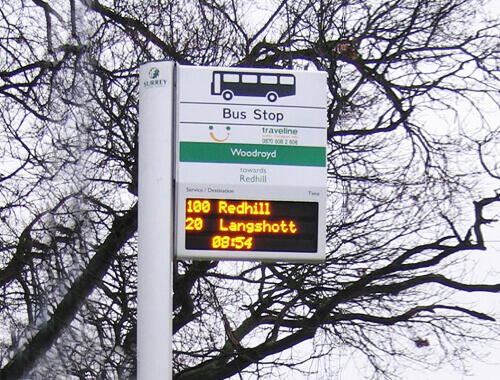 SURREY
Bus Stop
traveline
0870 608 2 608
Woodroyd
towards
Redhill
Service / Destination Time
100 Redhill
20 Langshott
08:54